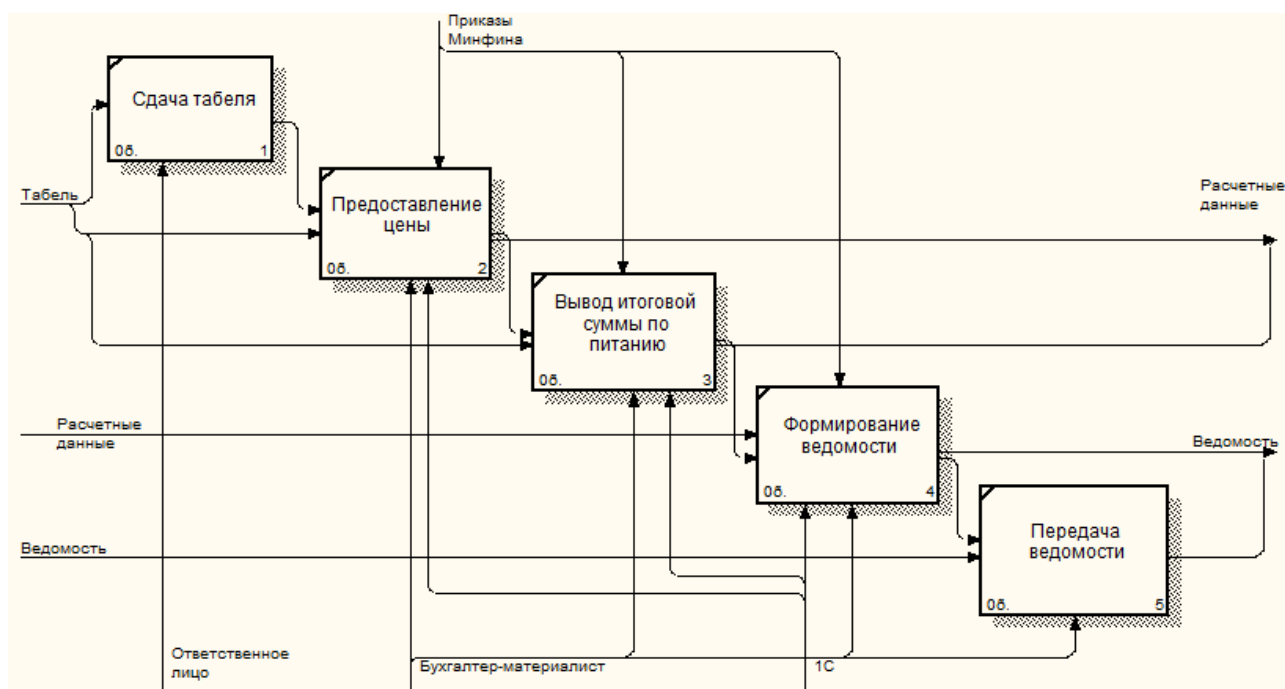 Приказы
Минфина
Сдача табеля
0б.
1
Табель
Предоставление
цены
0б.
2
Расчетные
данные
Вывод итоговой
суммы по
питанию
0б.
3
Расчетные
данные
Формирование
ведомости
0б.
4
Ведомость
Ведомость
Передача
ведомости
0б.
5
Ответственное
лицо
Бухгалтер-материалист
1С